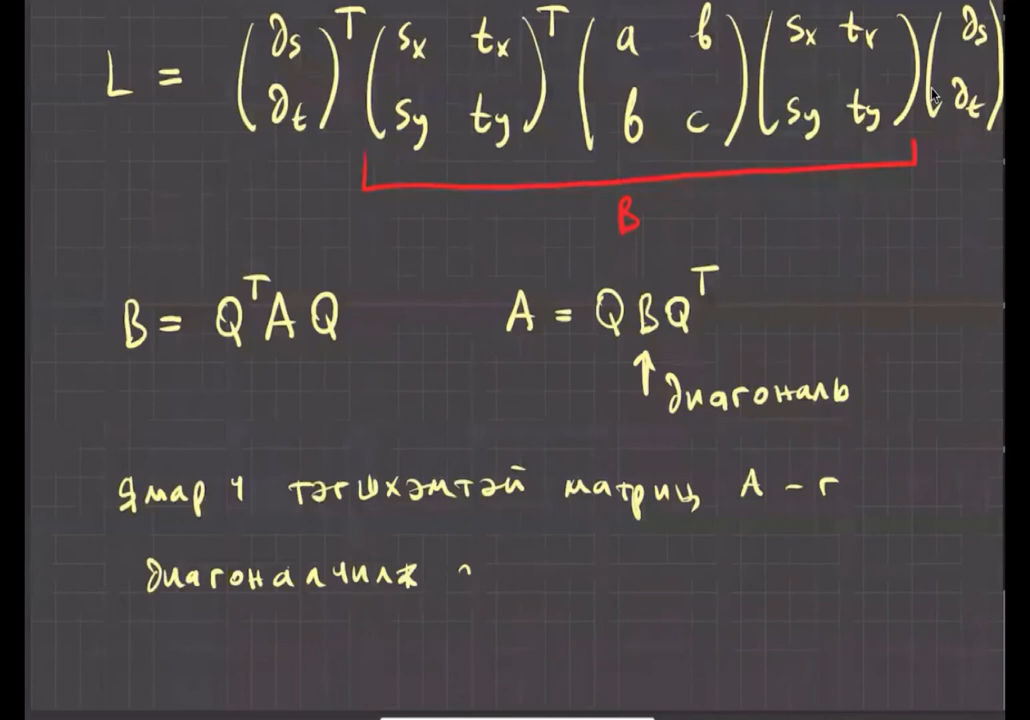 L = (∂s ∂t)ᵀ (sx tx sy ty)ᵀ (a b b c) (sx tx sy ty) (∂s ∂t)
B
B = QᵀAQ A = QBQᵀ
диагональ
Ямар ч тэгшхэмтэй матриц A - г
диагоналчилж